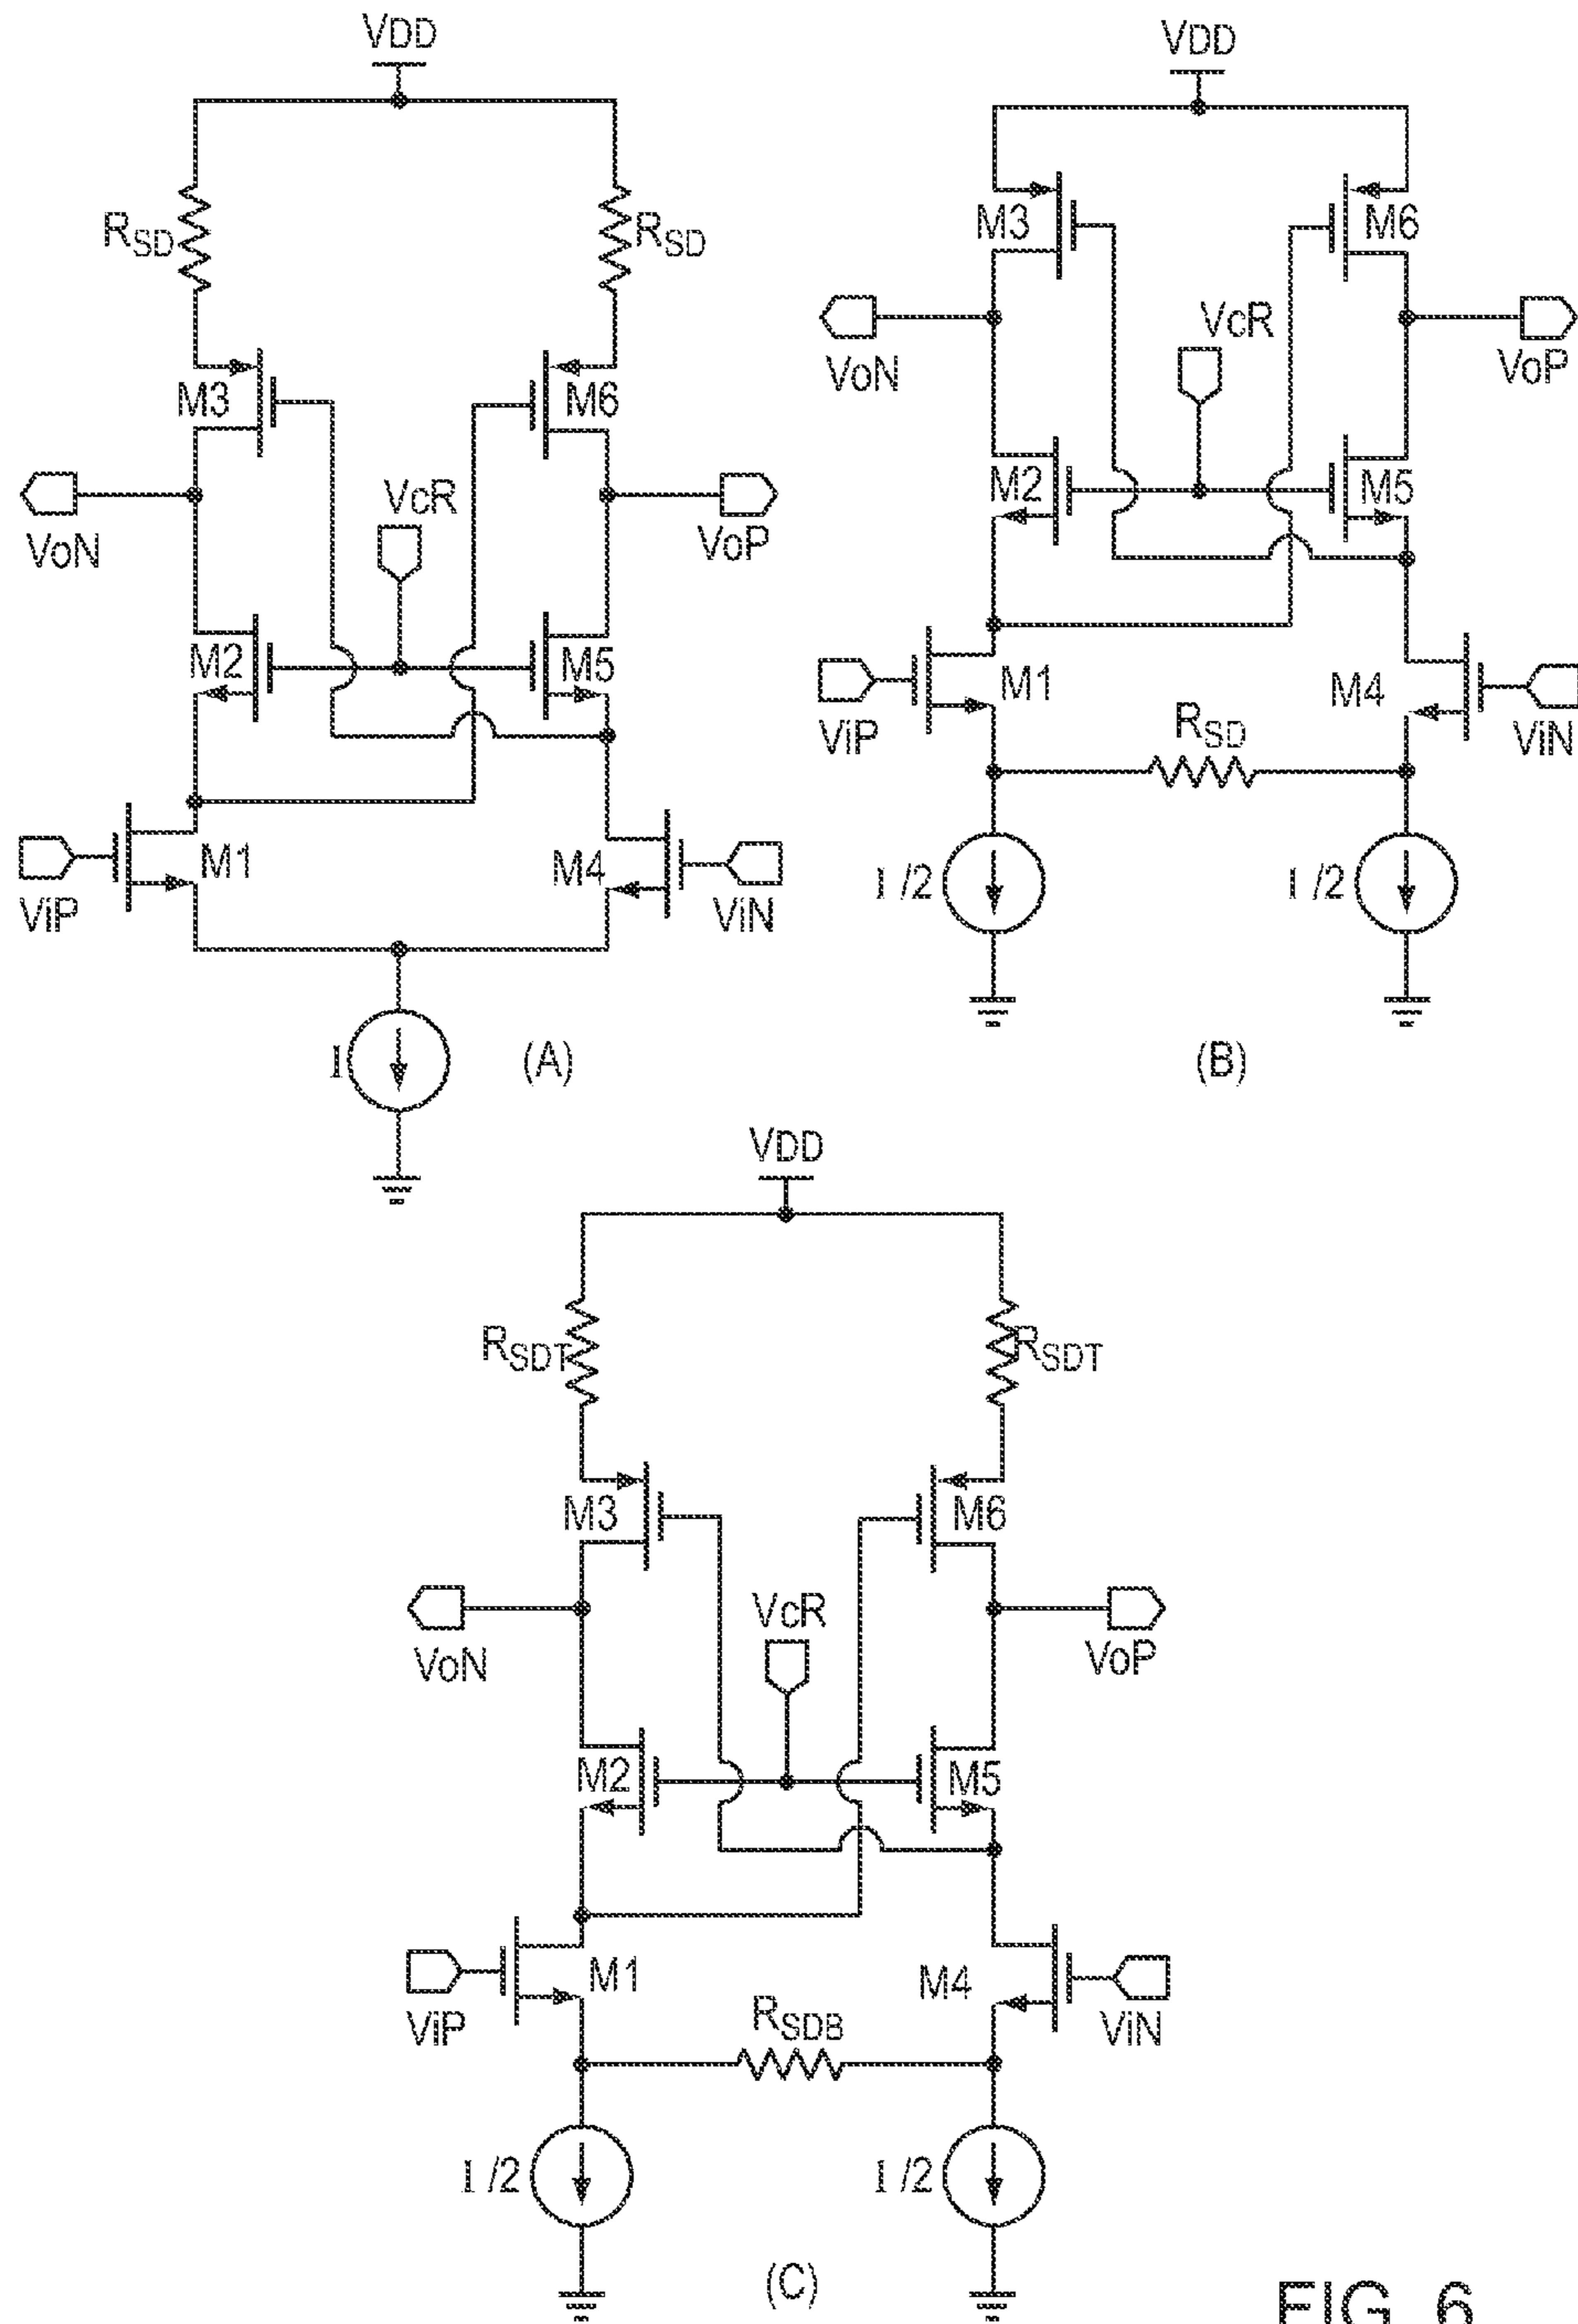 VDD
RSD
RSD
M3
M6
VcR
VoN
VoP
M2
M5
M1
M4
ViP
ViN
I
(A)
VDD
M3
M6
VcR
VoN
VoP
M2
M5
M1
M4
ViP
RSD
ViN
I /2
I /2
(B)
VDD
RSDT
RSDT
M3
M6
VcR
VoN
VoP
M2
M5
M1
M4
ViP
RSDB
ViN
I /2
I /2
(C)
FIG. 6